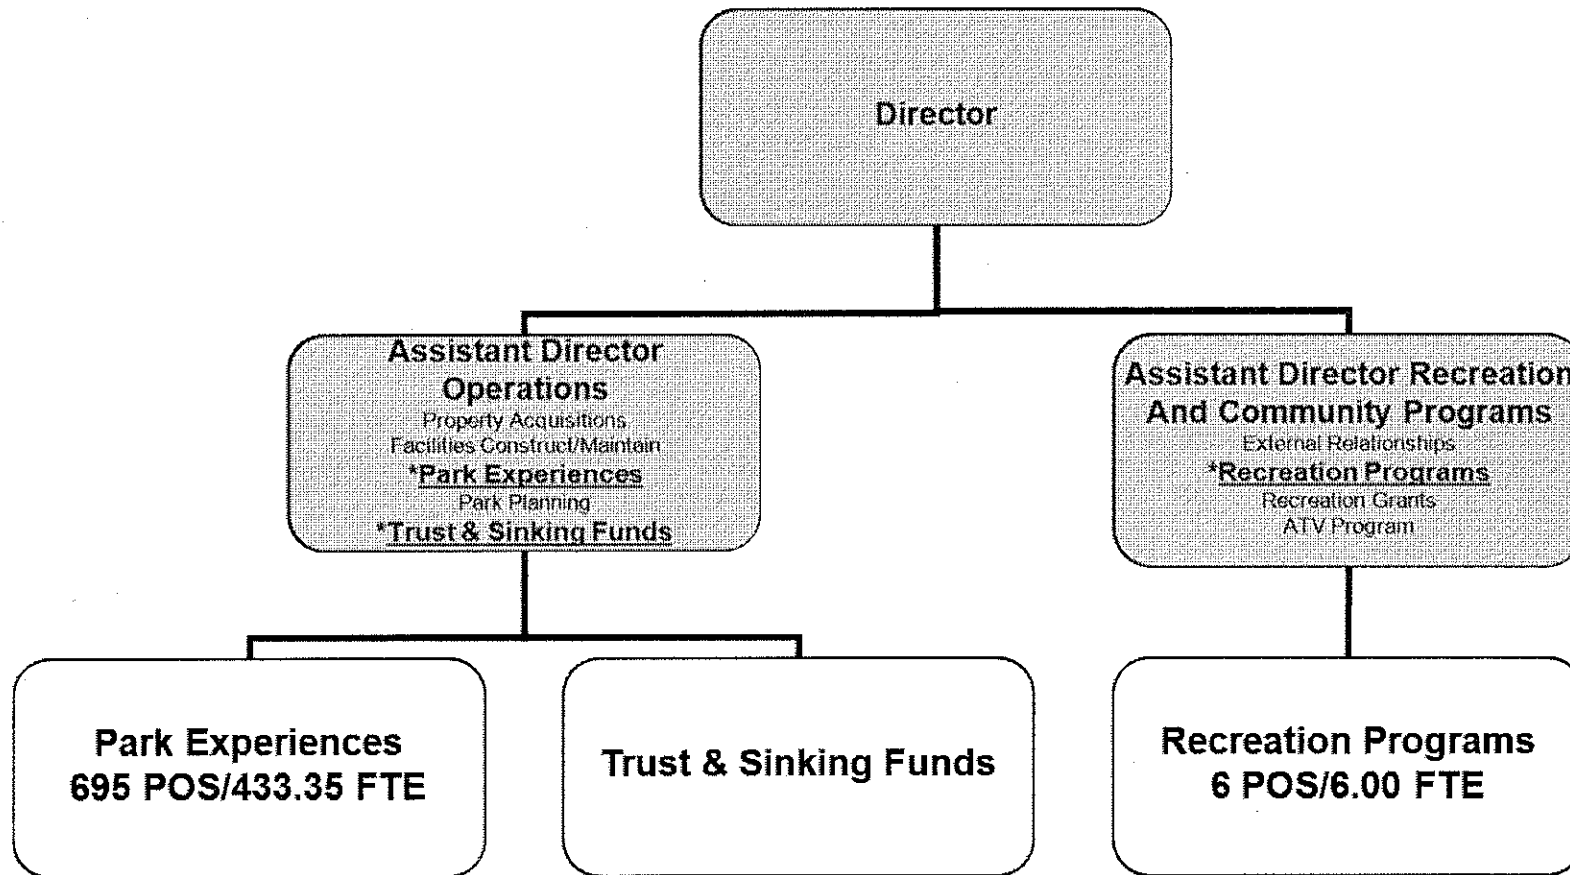 Director
Assistant Director
Operations
Property Acquisitions
Facilities Construct/Maintain
*Park Experiences
Park Planning
*Trust & Sinking Funds
Assistant Director Recreation
And Community Programs
External Relationships
*Recreation Programs
Recreation Grants
ATV Program
Park Experiences
695 POS/433.35 FTE
Trust & Sinking Funds
Recreation Programs
6 POS/6.00 FTE